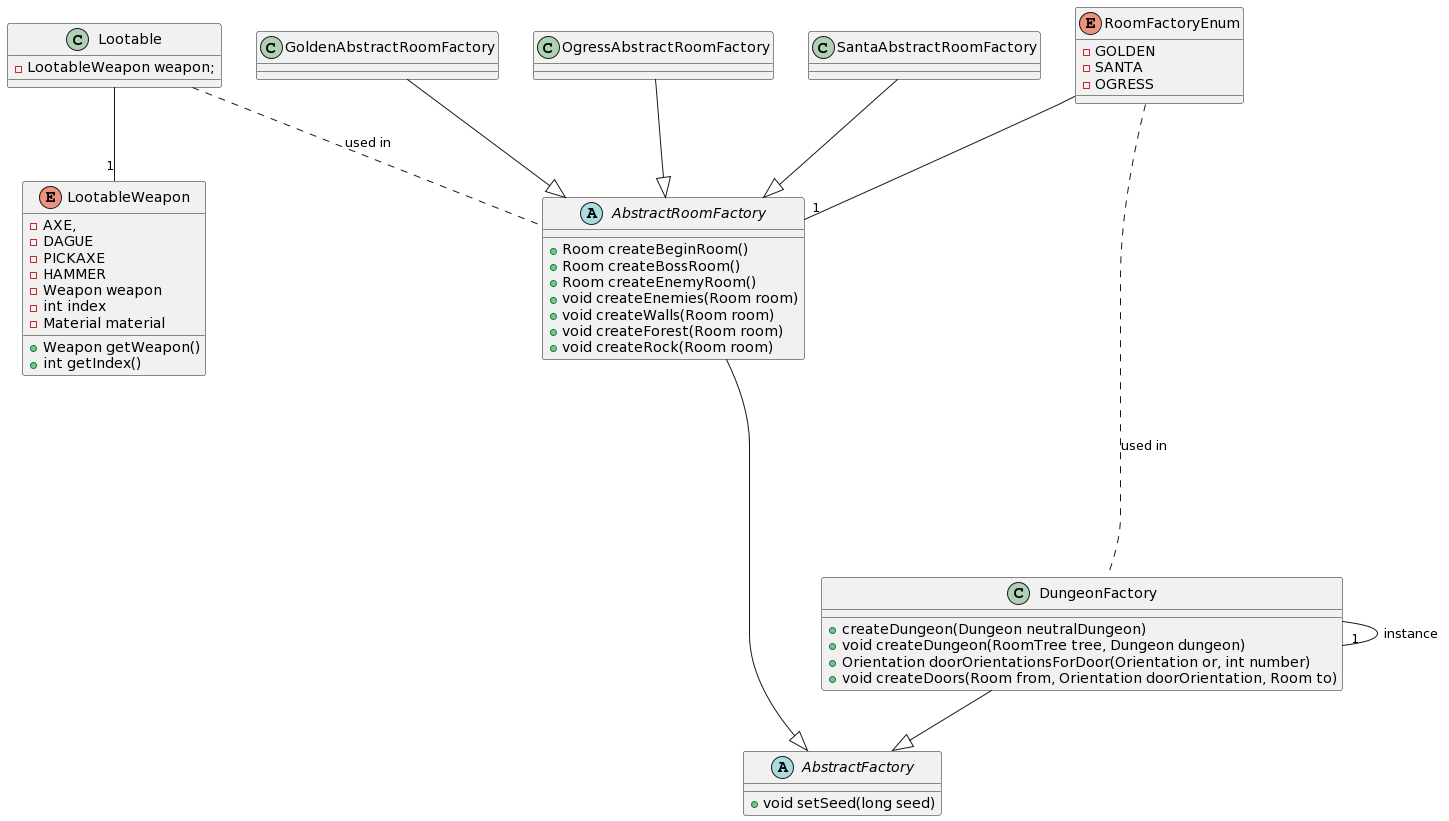 C Lootable
LootableWeapon weapon;
C GoldenAbstractRoomFactory
C OgressAbstractRoomFactory
C SantaAbstractRoomFactory
E RoomFactoryEnum
GOLDEN
SANTA
OGRESS
used in
1
1
E LootableWeapon
AXE,
DAGUE
PICKAXE
HAMMER
Weapon weapon
int index
Material material
Weapon getWeapon()
int getIndex()
A AbstractRoomFactory
Room createBeginRoom()
Room createBossRoom()
Room createEnemyRoom()
void createEnemies(Room room)
void createWalls(Room room)
void createForest(Room room)
void createRock(Room room)
used in
C DungeonFactory
createDungeon(Dungeon neutralDungeon)
void createDungeon(RoomTree tree, Dungeon dungeon)
Orientation doorOrientationsForDoor(Orientation or, int number)
void createDoors(Room from, Orientation doorOrientation, Room to)
1
instance
A AbstractFactory
void setSeed(long seed)